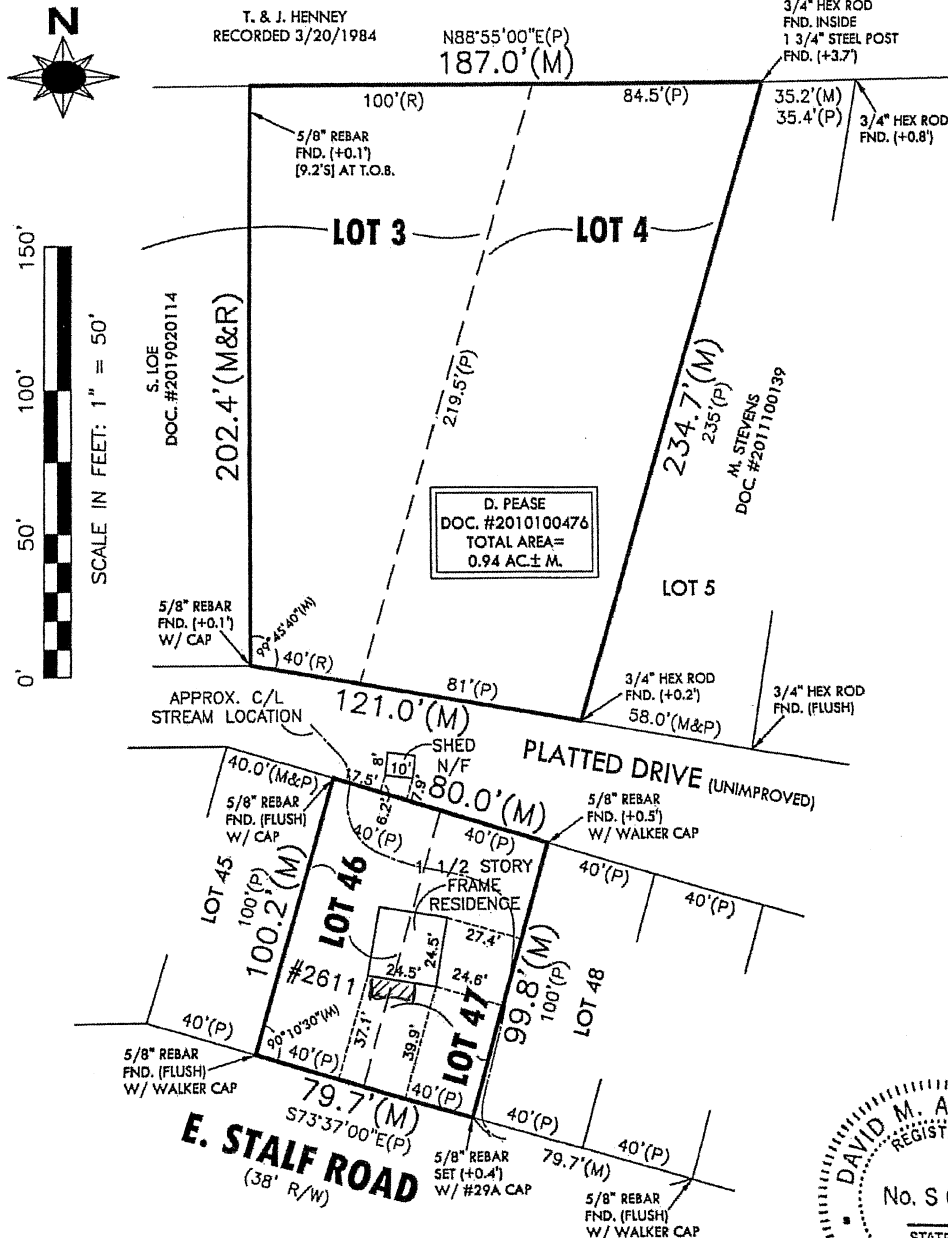 N
T. & J. HENNEY
RECORDED 3/20/1984
N88°55'00"E(P)
187.0'(M)
3/4" HEX ROD
FND. INSIDE
1 3/4" STEEL POST
FND. (+3.7')
100'(R)
84.5'(P)
35.2'(M)
35.4'(P)
3/4" HEX ROD
FND. (+0.8')
5/8" REBAR
FND. (+0.1')
[9.2'S] AT T.O.B.
LOT 3
LOT 4
150'
100'
50'
0'
SCALE IN FEET: 1" = 50'
S. LOE
DOC. #2019020114
202.4'(M&R)
219.5'(P)
234.7'(M)
235'(P)
M. STEVENS
DOC. #2011100139
D. PEASE
DOC. #2010100476
TOTAL AREA=
0.94 AC.± M.
LOT 5
5/8" REBAR
FND. (+0.1')
W/ CAP
99°45'40"(M)
40'(R)
81'(P)
121.0'(M)
3/4" HEX ROD
FND. (+0.2')
58.0'(M&P)
3/4" HEX ROD
FND. (FLUSH)
APPROX. C/L
STREAM LOCATION
PLATTED DRIVE (UNIMPROVED)
SHED
N/F
8'
10'
17.5'
6.2'
7.9'
40.0'(M&P)
80.0'(M)
5/8" REBAR
FND. (FLUSH)
W/ CAP
5/8" REBAR
FND. (+0.5')
W/ WALKER CAP
40'(P)
40'(P)
40'(P)
40'(P)
1 1/2 STORY
FRAME
RESIDENCE
LOT 45
100'(P)
100.2'(M)
LOT 46
#2611
24.5'
24.5'
27.4'
24.6'
37.1'
39.9'
LOT 47
99.8'(M)
100'(P)
LOT 48
90°10'30"(M)
40'(P)
40'(P)
40'(P)
40'(P)
40'(P)
5/8" REBAR
FND. (FLUSH)
W/ WALKER CAP
79.7'(M)
S73°37'00"E(P)
79.7'(M)
E. STALF ROAD
(38' R/W)
5/8" REBAR
SET (+0.4')
W/ #29A CAP
5/8" REBAR
FND. (FLUSH)
W/ WALKER CAP
DAVID M. A
REGIST
No. S
STATE